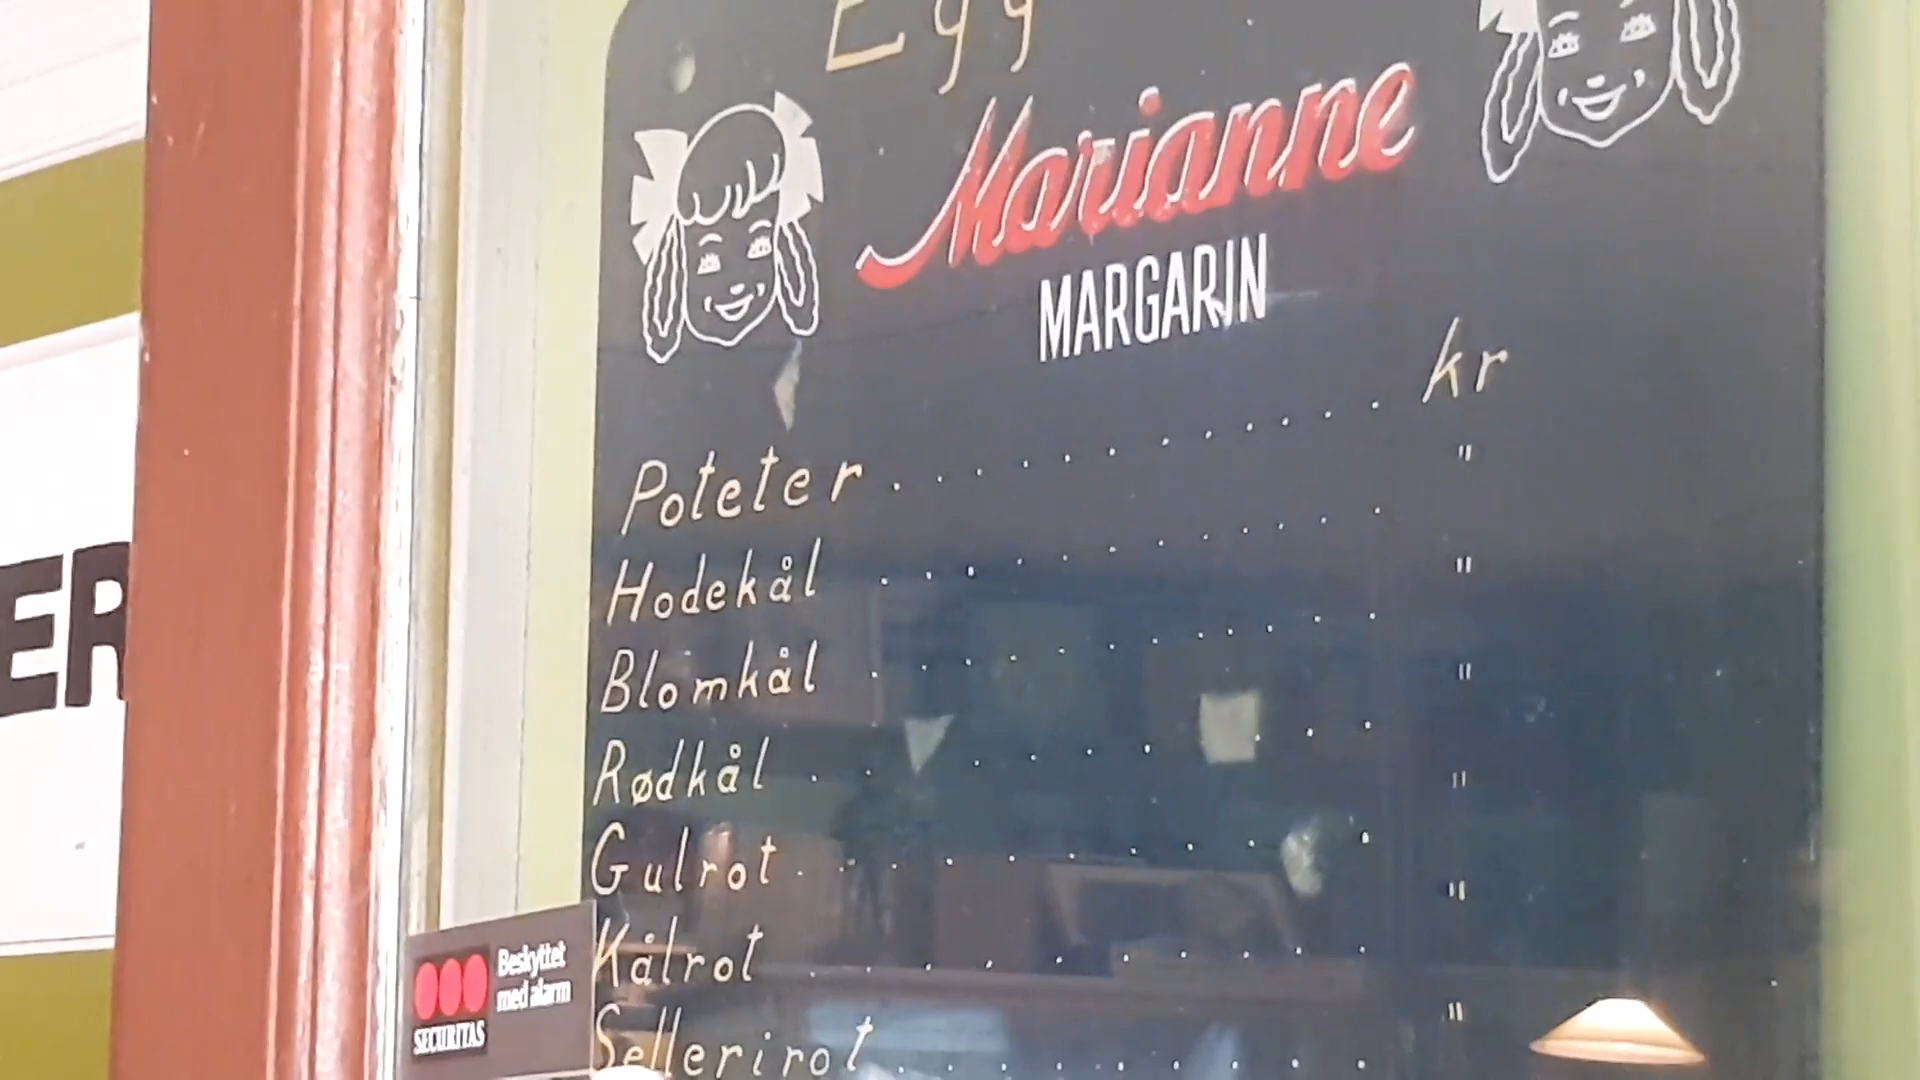 Egg
Marianne
MARGARIN
Poteter . . . . . . . . . . . kr
Hodekål . . . . . . . . . . "
Blomkål . . . . . . . . . . "
Rødkål . . . . . . . . "
Gulrot . . . . . . . . . "
Kålrot . . . . . . . . . "
Sellerirot . . . . . . . . "
ER
Beskyttet
med alarm
SECURITAS